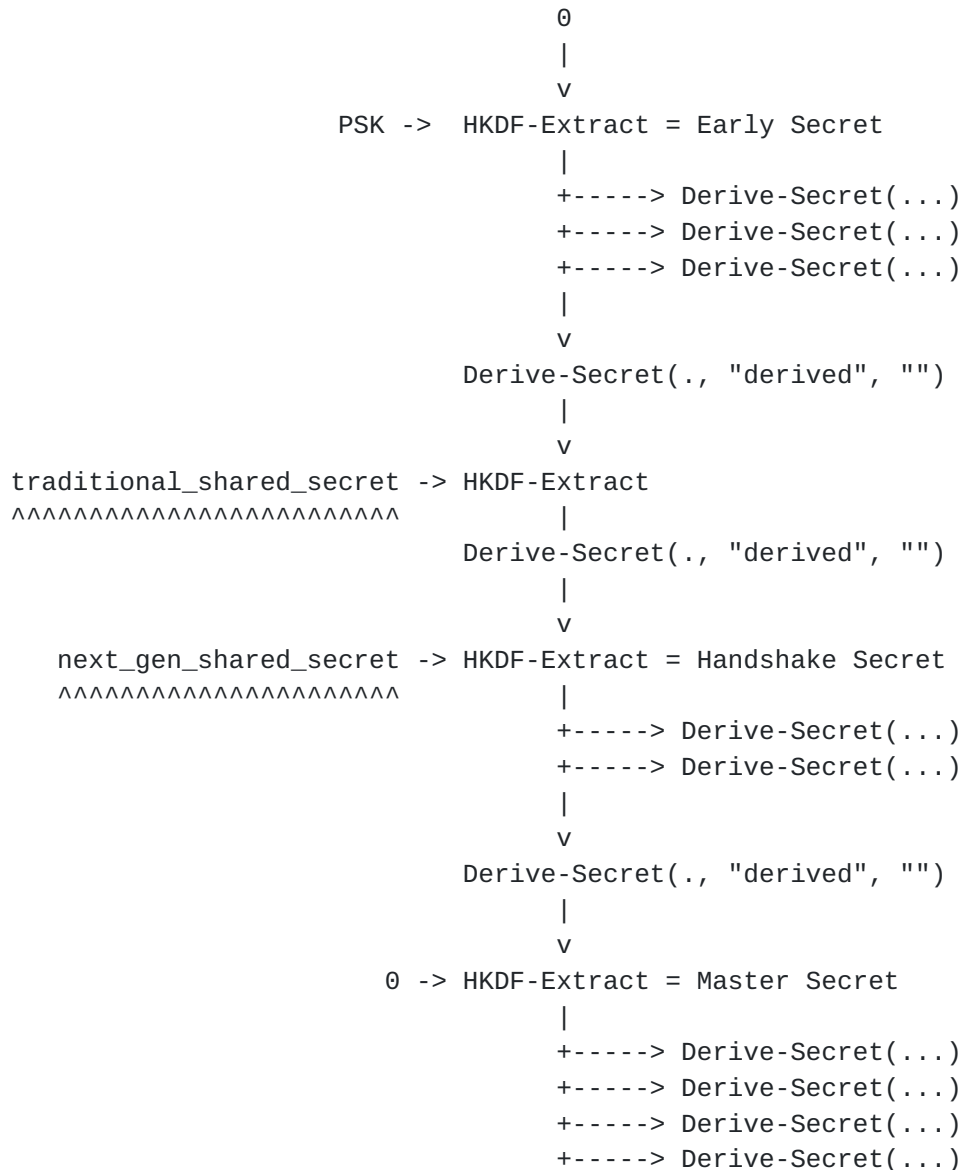 0
|
v
PSK -> HKDF-Extract = Early Secret
|
+-----> Derive-Secret(...)
+-----> Derive-Secret(...)
+-----> Derive-Secret(...)
|
v
Derive-Secret(., "derived", "")
|
v
traditional_shared_secret -> HKDF-Extract
^^^^^^^^^^^^^^^^^^^^^^^^^ |
Derive-Secret(., "derived", "")
|
v
next_gen_shared_secret -> HKDF-Extract = Handshake Secret
^^^^^^^^^^^^^^^^^^^^^^ |
+-----> Derive-Secret(...)
+-----> Derive-Secret(...)
|
v
Derive-Secret(., "derived", "")
|
v
0 -> HKDF-Extract = Master Secret
|
+-----> Derive-Secret(...)
+-----> Derive-Secret(...)
+-----> Derive-Secret(...)
+-----> Derive-Secret(...)